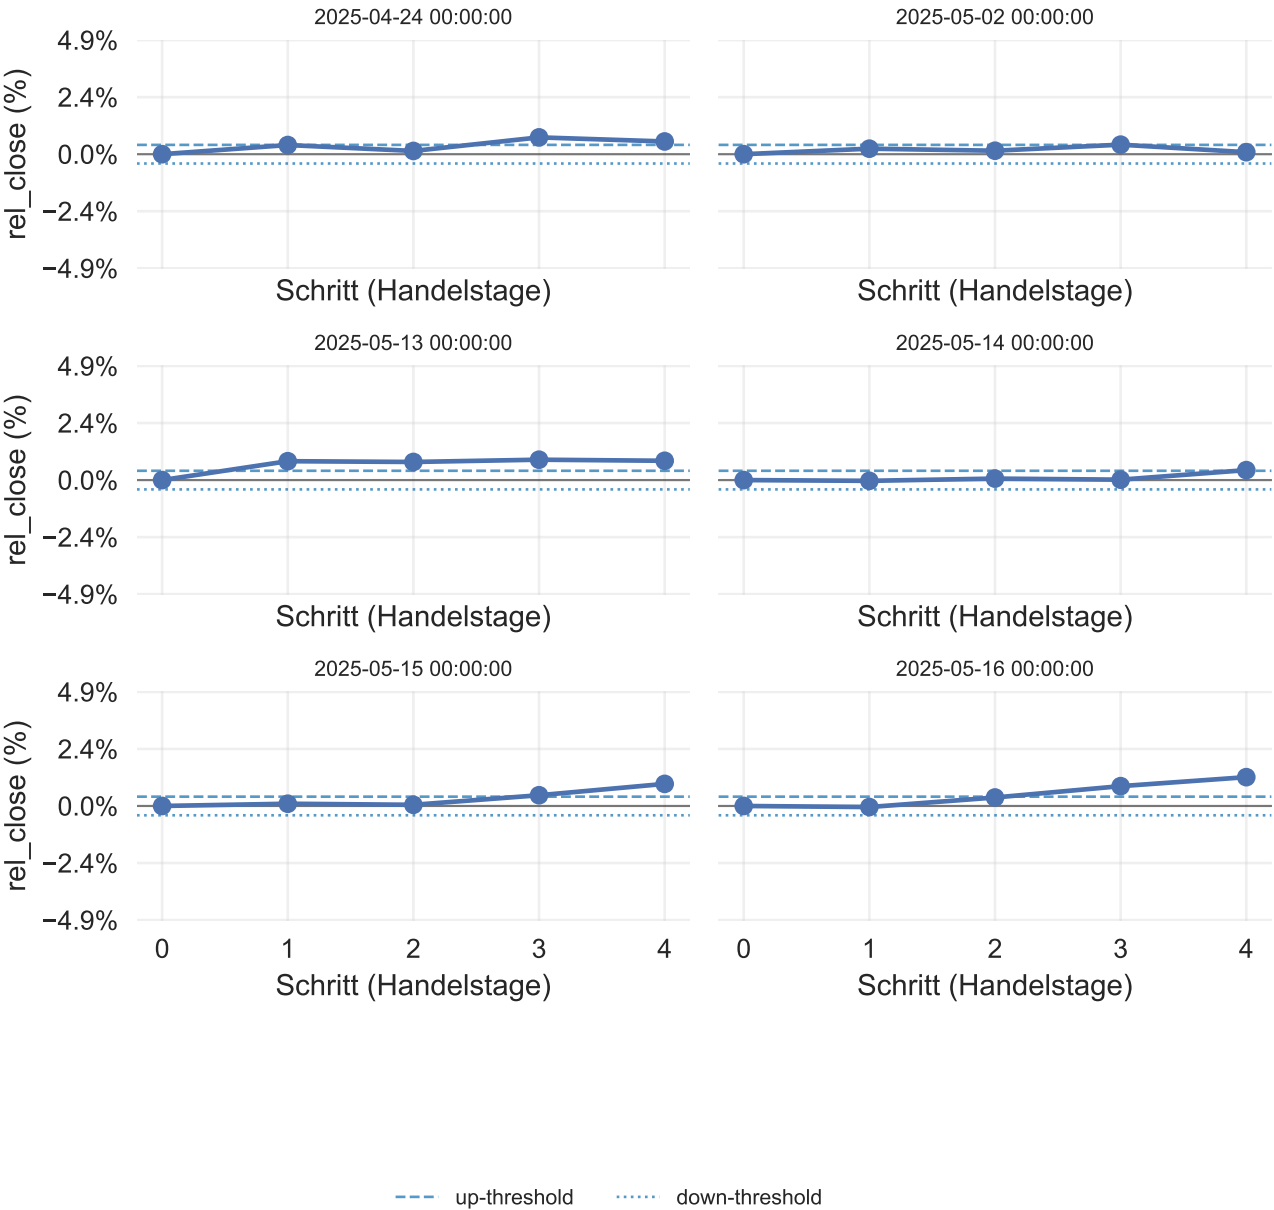 2025-04-24 00:00:00
2025-05-02 00:00:00
rel_close (%)
4.9%
2.4%
0.0%
−2.4%
−4.9%
Schritt (Handelstage)
Schritt (Handelstage)
2025-05-13 00:00:00
2025-05-14 00:00:00
rel_close (%)
4.9%
2.4%
0.0%
−2.4%
−4.9%
Schritt (Handelstage)
Schritt (Handelstage)
2025-05-15 00:00:00
2025-05-16 00:00:00
rel_close (%)
4.9%
2.4%
0.0%
−2.4%
−4.9%
0 1 2 3 4
0 1 2 3 4
Schritt (Handelstage)
Schritt (Handelstage)
up-threshold
down-threshold